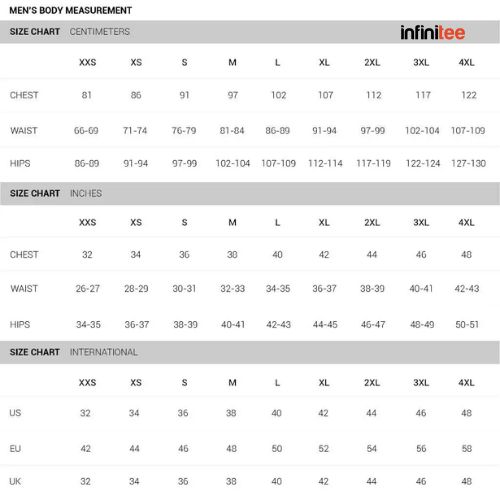 MEN'S BODY MEASUREMENT
SIZE CHART CENTIMETERS infinitee
XXS XS S M L XL 2XL 3XL 4XL
CHEST 81 86 91 97 102 107 112 117 122
WAIST 66-69 71-74 76-79 81-84 86-89 91-94 97-99 102-104 107-109
HIPS 86-89 91-94 97-99 102-104 107-109 112-114 117-119 122-124 127-130
SIZE CHART INCHES
XXS XS S M L XL 2XL 3XL 4XL
CHEST 32 34 36 38 40 42 44 46 48
WAIST 26-27 28-29 30-31 32-33 34-35 36-37 38-39 40-41 42-43
HIPS 34-35 36-37 38-39 40-41 42-43 44-45 46-47 48-49 50-51
SIZE CHART INTERNATIONAL
XXS XS S M L XL 2XL 3XL 4XL
US 32 34 36 38 40 42 44 46 48
EU 42 44 46 48 50 52 54 56 58
UK 32 34 36 38 40 42 44 46 48